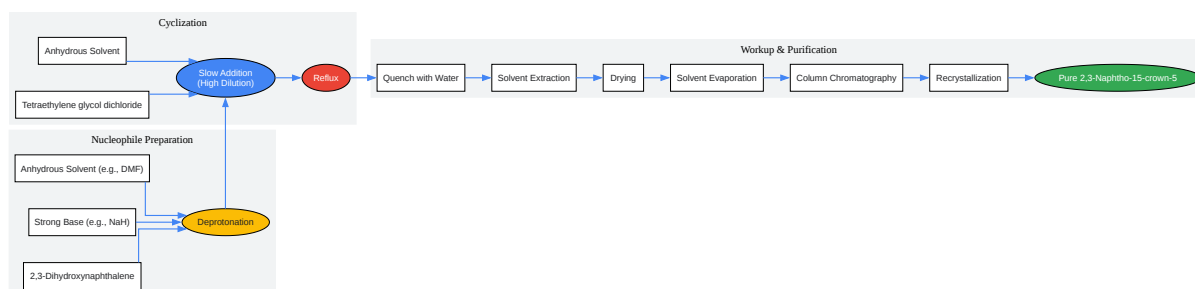 Cyclization
Anhydrous Solvent
Slow Addition
(High Dilution)
Reflux
Tetraethylene glycol dichloride
Workup & Purification
Quench with Water
Solvent Extraction
Drying
Solvent Evaporation
Column Chromatography
Recrystallization
Pure 2,3-Naphtho-15-crown-5
Nucleophile Preparation
Anhydrous Solvent (e.g., DMF)
Strong Base (e.g., NaH)
Deprotonation
2,3-Dihydroxynaphthalene